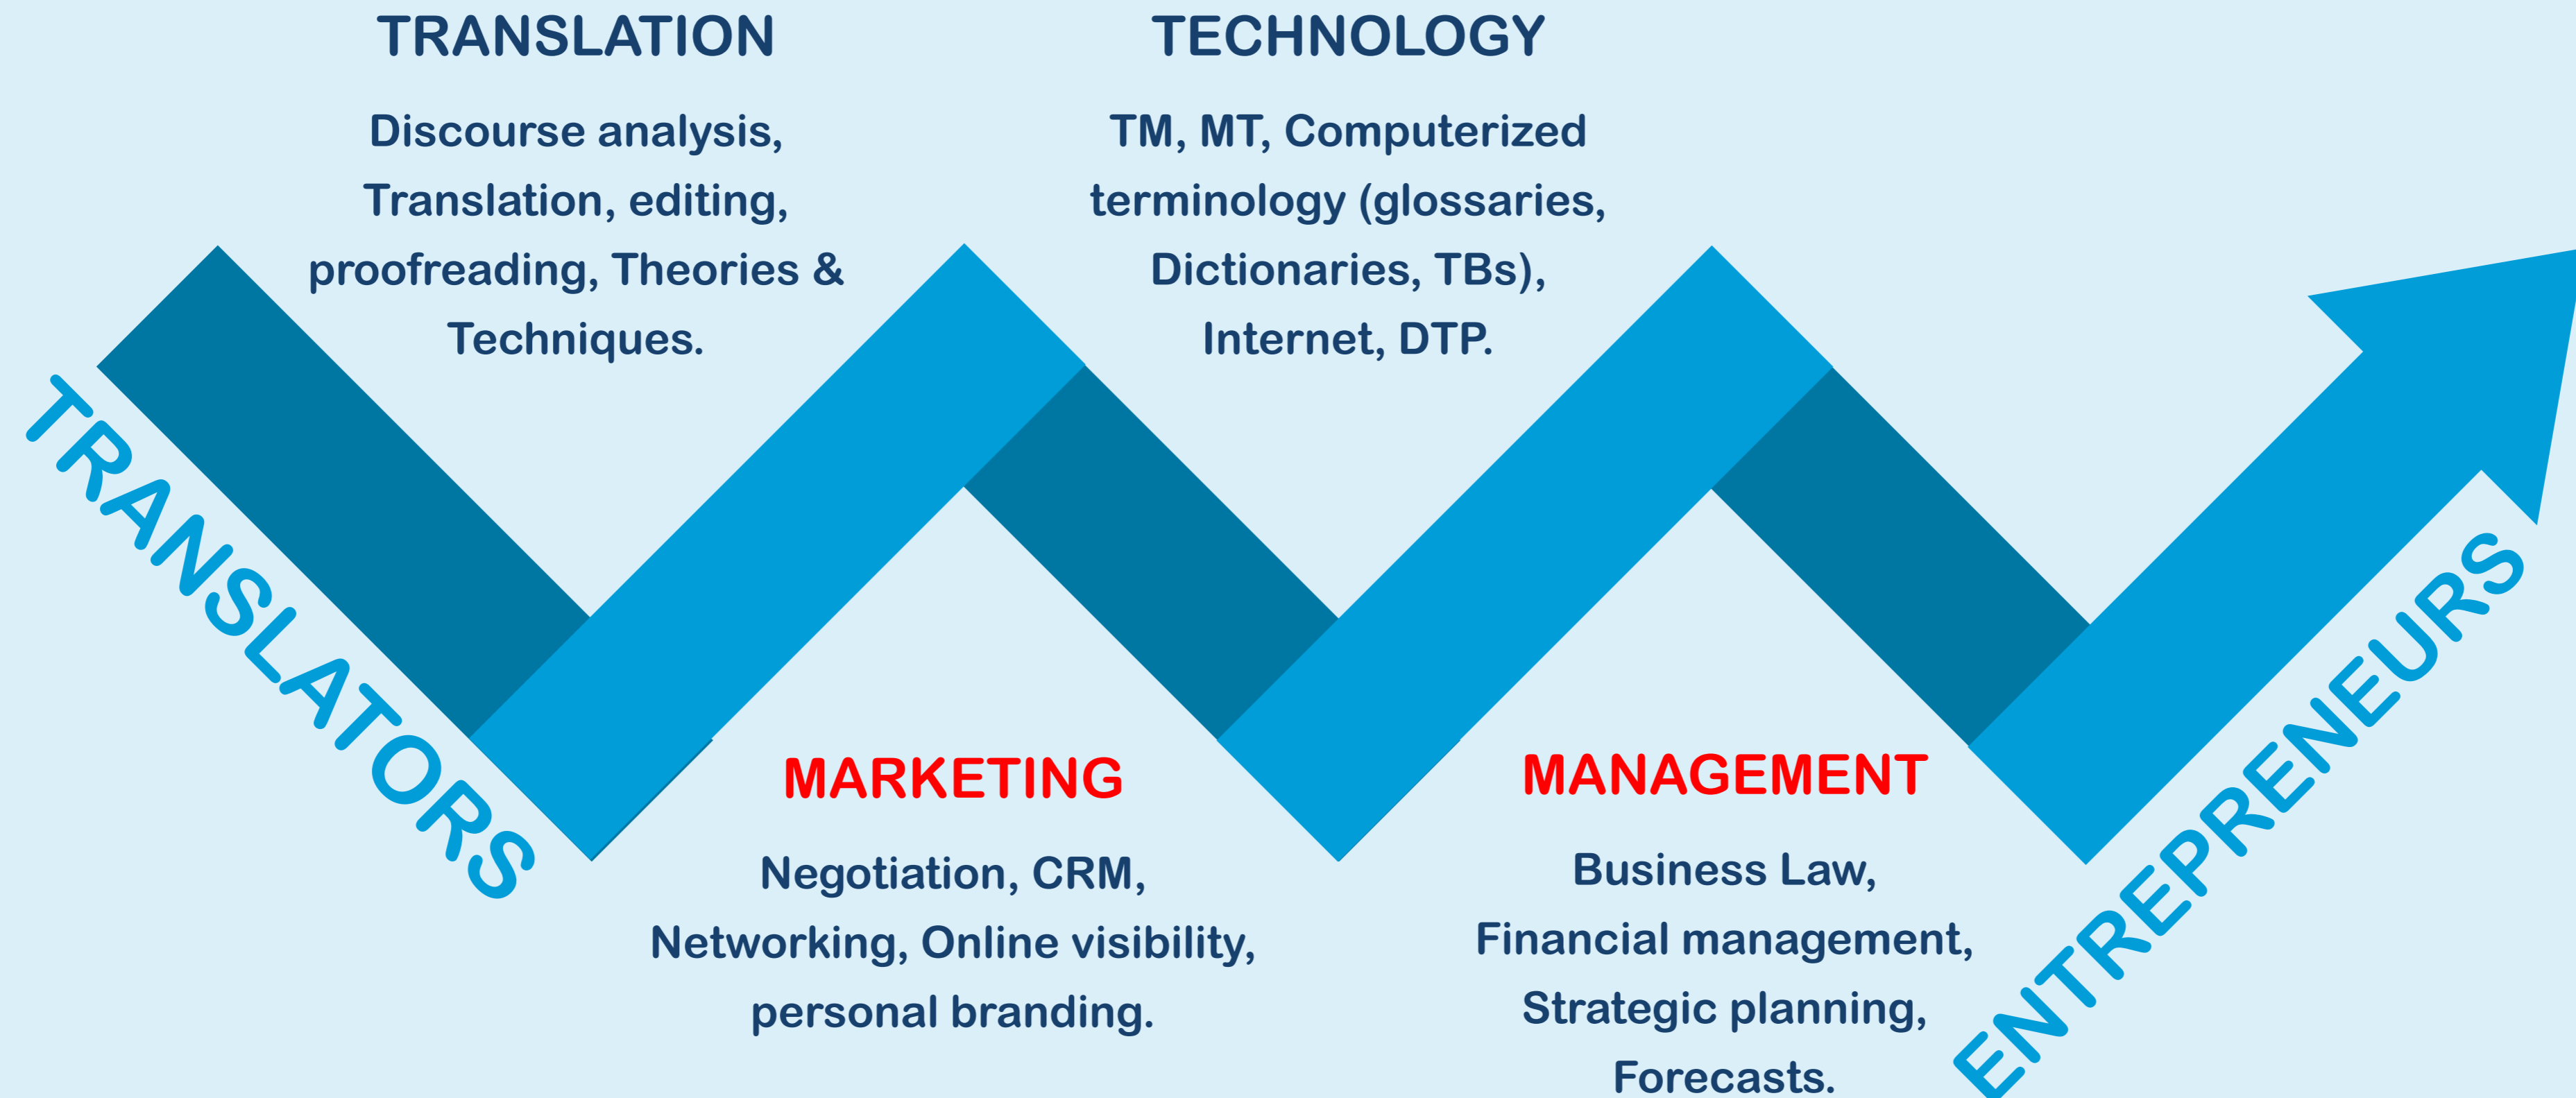 TRANSLATION
Discourse analysis,
Translation, editing,
proofreading, Theories &
Techniques.
TECHNOLOGY
TM, MT, Computerized
terminology (glossaries,
Dictionaries, TBs),
Internet, DTP.
TRANSLATORS
MARKETING
Negotiation, CRM,
Networking, Online visibility,
personal branding.
MANAGEMENT
Business Law,
Financial management,
Strategic planning,
Forecasts.
ENTREPRENEURS